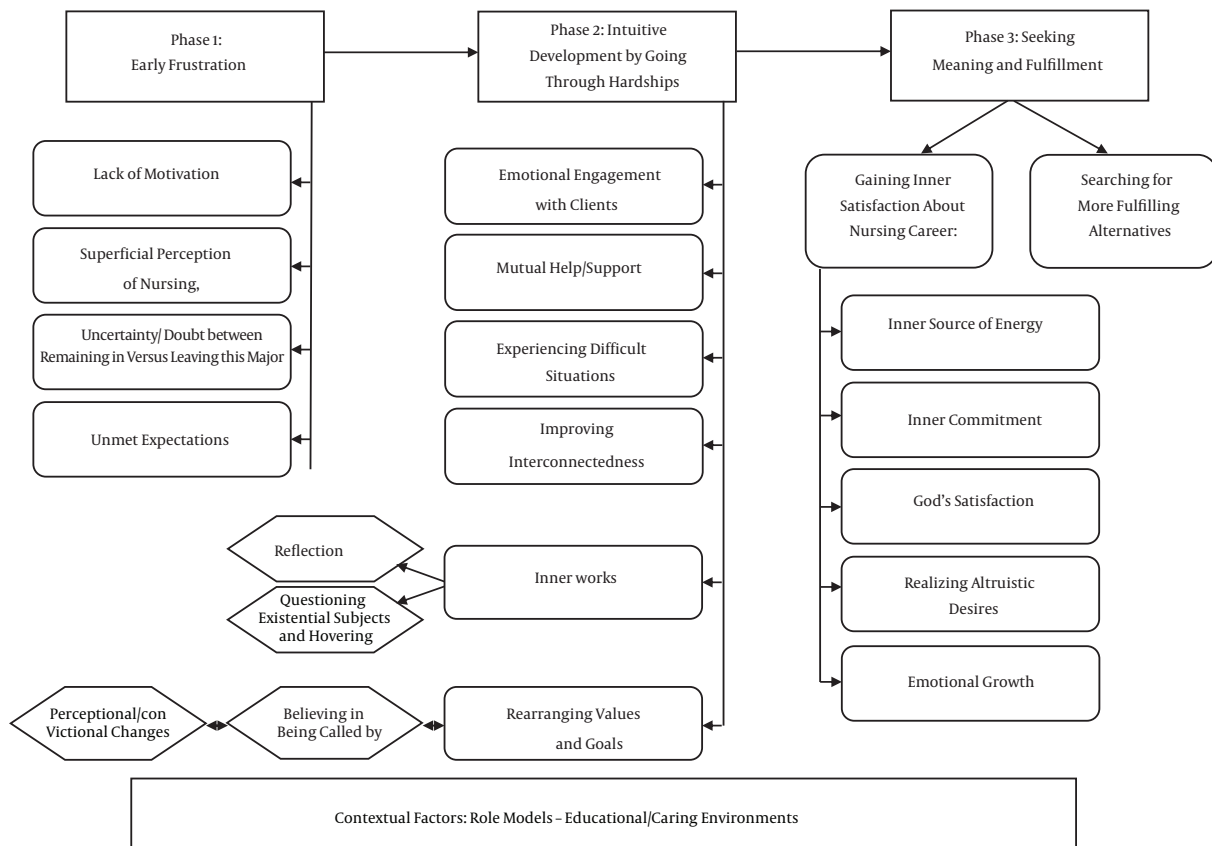 Phase 1:
Early Frustration
Lack of Motivation
Superficial Perception
of Nursing,
Uncertainty/ Doubt between
Remaining in Versus Leaving this Major
Unmet Expectations
Phase 2: Intuitive
Development by Going
Through Hardships
Emotional Engagement
with Clients
Mutual Help/Support
Experiencing Difficult
Situations
Improving
Interconnectedness
Inner works
Reflection
Questioning
Existential Subjects
and Hovering
Rearranging Values
and Goals
Believing in
Being Called by
Perceptional/con
Victional Changes
Phase 3: Seeking
Meaning and Fulfillment
Gaining Inner
Satisfaction About
Nursing Career:
Searching for
More Fulfilling
Alternatives
Inner Source of Energy
Inner Commitment
God's Satisfaction
Realizing Altruistic
Desires
Emotional Growth
Contextual Factors: Role Models – Educational/Caring Environments